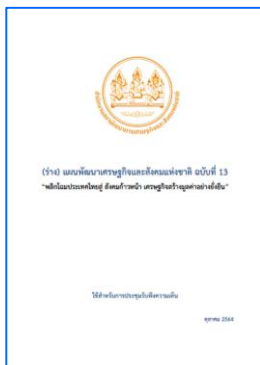 (ร่าง) แผนพัฒนาเศรษฐกิจและสังคมแห่งชาติ ฉบับที่ 13
"พลิกโฉมประเทศไทยสู่ สังคมก้าวหน้า เศรษฐกิจสร้างมูลค่าอย่างยั่งยืน"
ใช้สำหรับการประชุมรับฟังความเห็น
ตุลาคม 2564